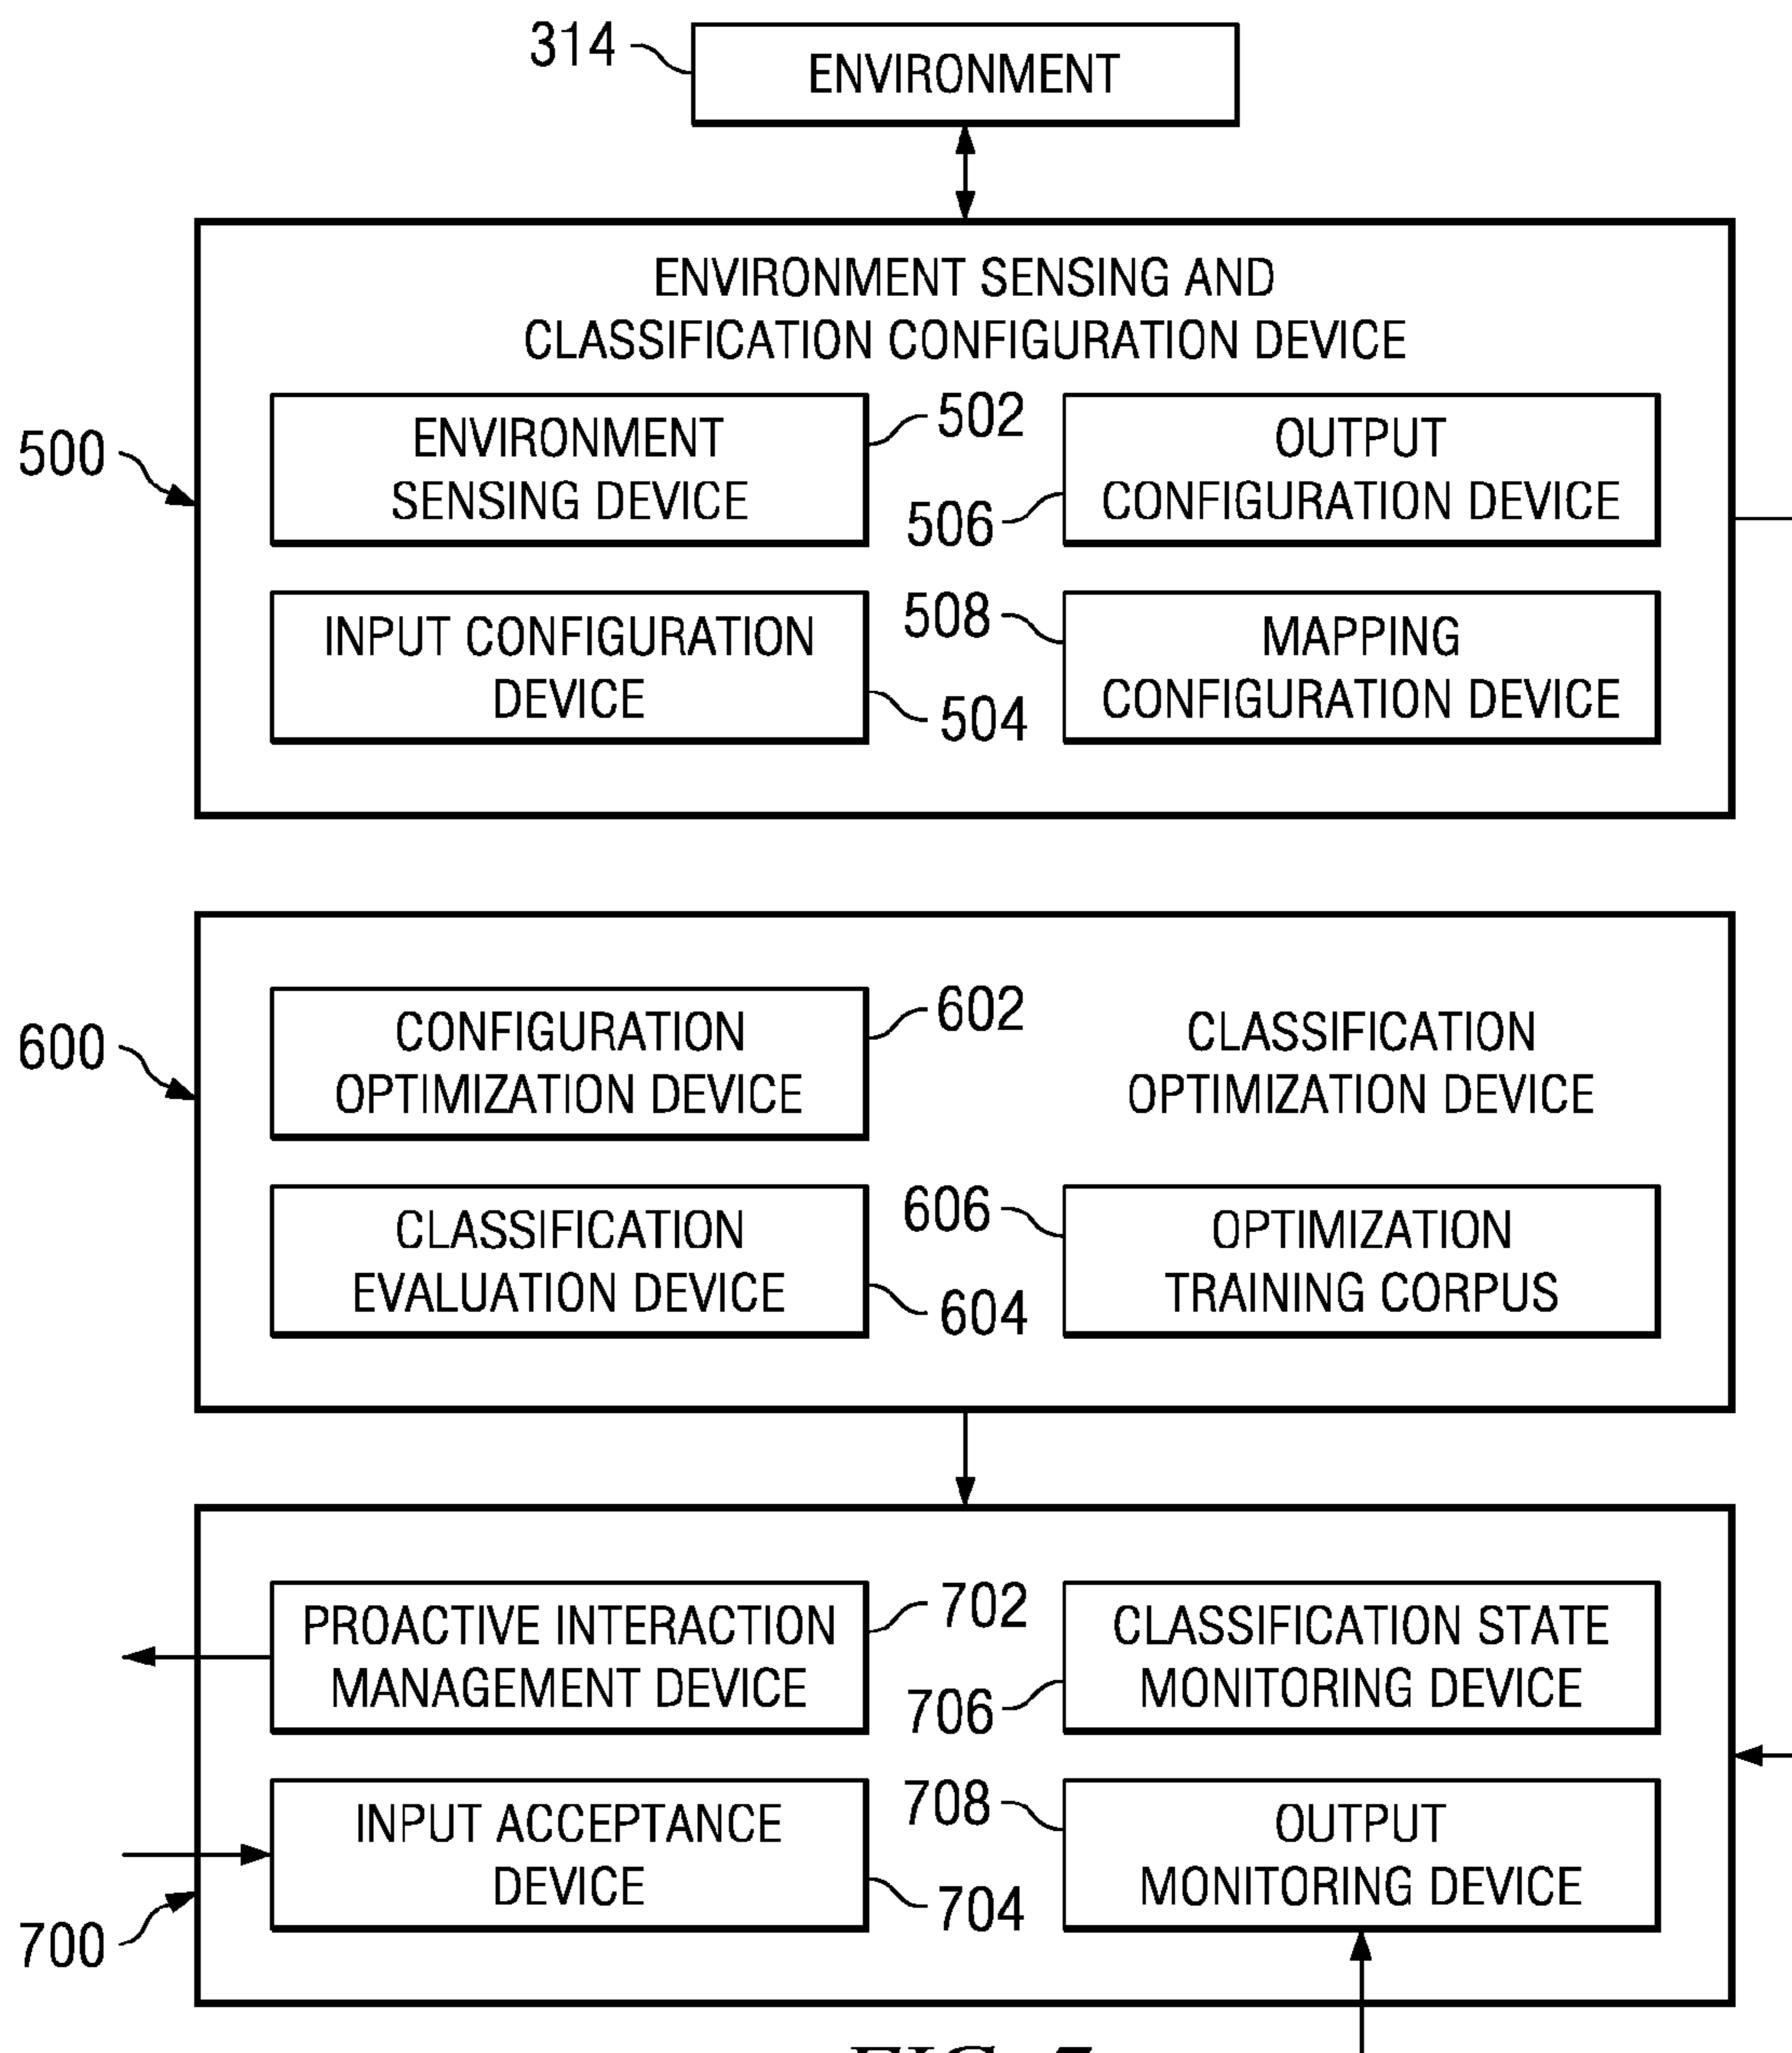 314
ENVIRONMENT
ENVIRONMENT SENSING AND
CLASSIFICATION CONFIGURATION DEVICE
500
ENVIRONMENT
SENSING DEVICE
502
506
OUTPUT
CONFIGURATION DEVICE
INPUT CONFIGURATION
DEVICE
504
508
MAPPING
CONFIGURATION DEVICE
600
CONFIGURATION
OPTIMIZATION DEVICE
602
CLASSIFICATION
OPTIMIZATION DEVICE
CLASSIFICATION
EVALUATION DEVICE
604
606
OPTIMIZATION
TRAINING CORPUS
PROACTIVE INTERACTION
MANAGEMENT DEVICE
702
706
CLASSIFICATION STATE
MONITORING DEVICE
700
INPUT ACCEPTANCE
DEVICE
704
708
OUTPUT
MONITORING DEVICE